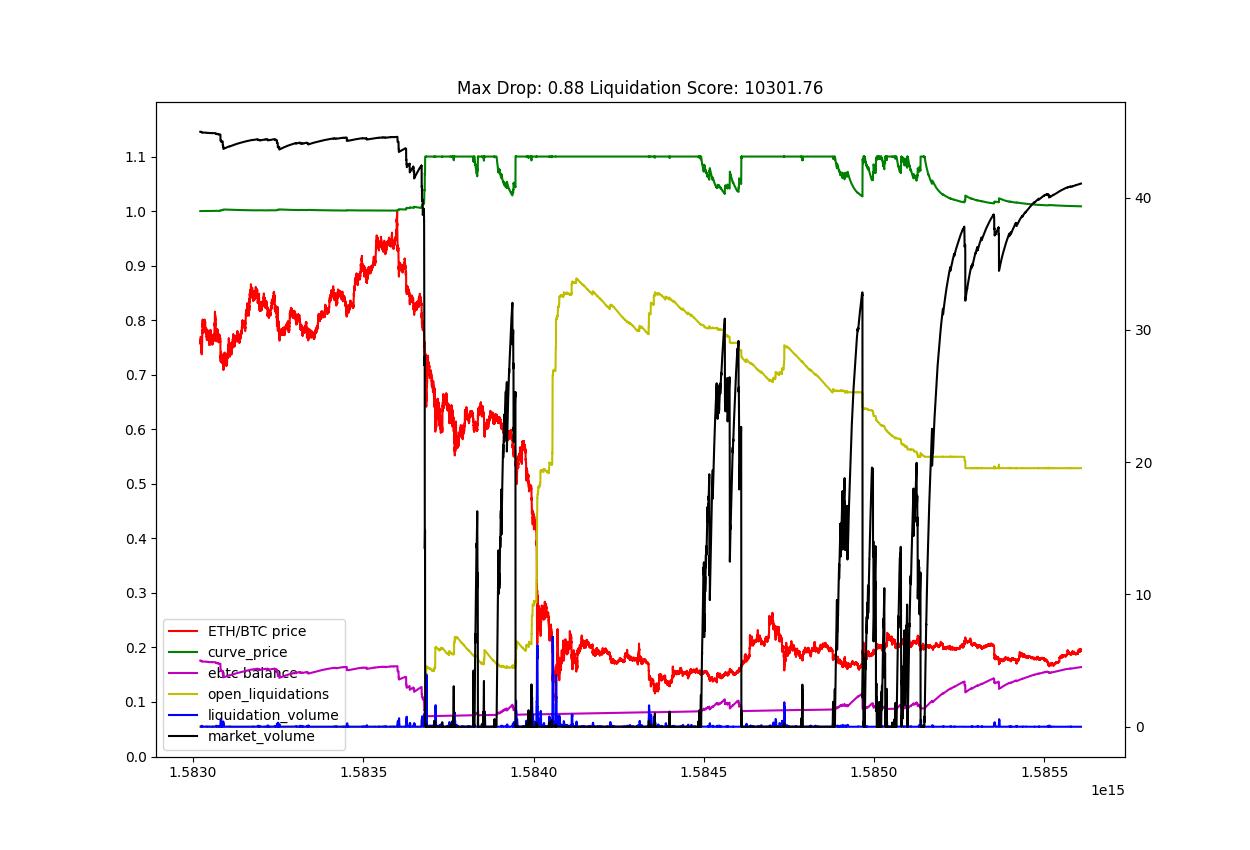 Max Drop: 0.88 Liquidation Score: 10301.76
1.1
1.0
0.9
0.8
0.7
0.6
0.5
0.4
0.3
0.2
0.1
0.0
40
30
20
10
0
ETH/BTC price
curve_price
ebtc balance
open_liquidations
liquidation_volume
market_volume
1.5830
1.5835
1.5840
1.5845
1.5850
1.5855
1e15